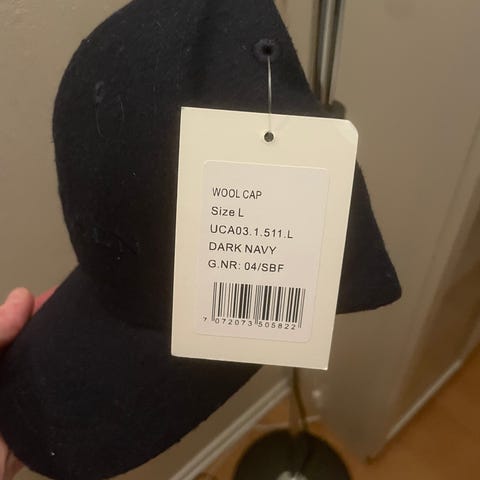 WOOL CAP
Size L
UCA03.1.511.L
DARK NAVY
G.NR: 04/SBF
7 072073 505822